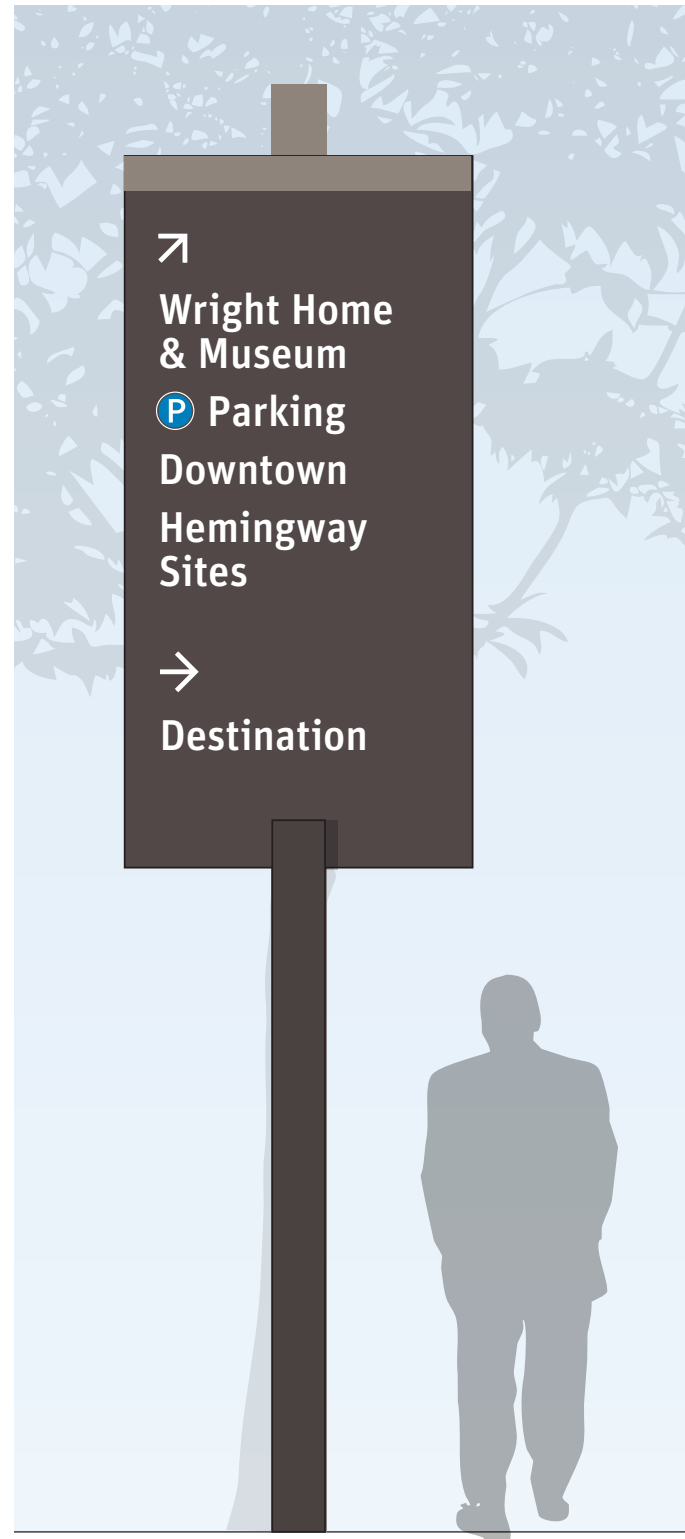 Wright Home
& Museum
P Parking
Downtown
Hemingway
Sites
Destination